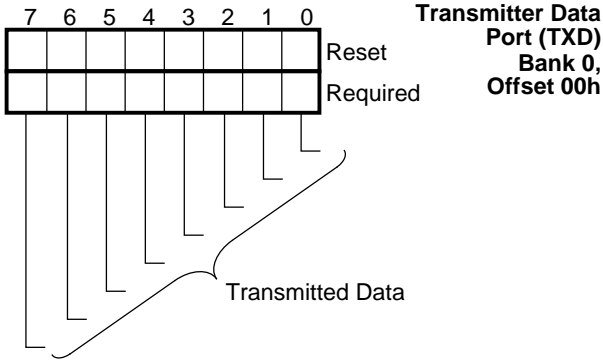 7 6 5 4 3 2 1 0
Transmitter Data
Port (TXD)
Bank 0,
Offset 00h
Reset
Required
Transmitted Data